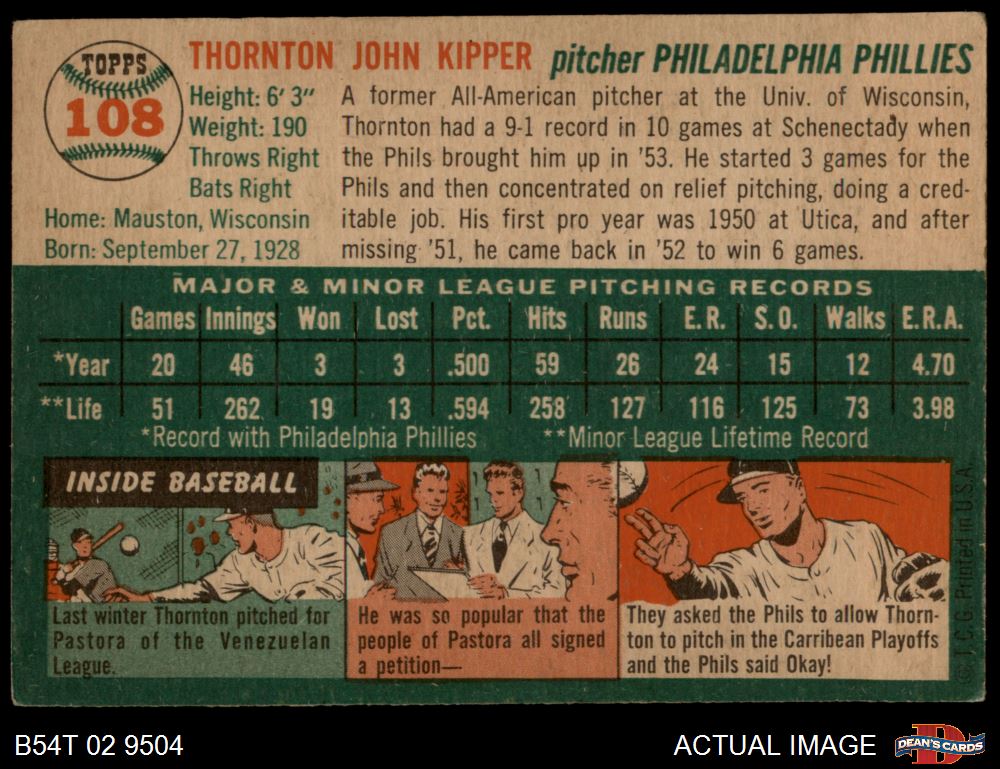 TOPPS
108
THORNTON JOHN KIPPER pitcher PHILADELPHIA PHILLIES
Height: 6' 3"
Weight: 190
Throws Right
Bats Right
Home: Mauston, Wisconsin
Born: September 27, 1928
A former All-American pitcher at the Univ. of Wisconsin,
Thornton had a 9-1 record in 10 games at Schenectady when
the Phils brought him up in '53. He started 3 games for the
Phils and then concentrated on relief pitching, doing a cred-
itable job. His first pro year was 1950 at Utica, and after
missing '51, he came back in '52 to win 6 games.
MAJOR & MINOR LEAGUE PITCHING RECORDS
Games Innings Won Lost Pct. Hits Runs E.R. S.O. Walks E.R.A.
*Year 20 46 3 3 .500 59 26 24 15 12 4.70
**Life 51 262 19 13 .594 258 127 116 125 73 3.98
*Record with Philadelphia Phillies **Minor League Lifetime Record
INSIDE BASEBALL
Last winter Thornton pitched for
Pastora of the Venezuelan
League.
He was so popular that the
people of Pastora all signed
a petition—
They asked the Phils to allow Thorn-
ton to pitch in the Carribean Playoffs
and the Phils said Okay!
© T.C.G. Printed in U.S.A.
B54T 02 9504
ACTUAL IMAGE
DEAN'S CARDS